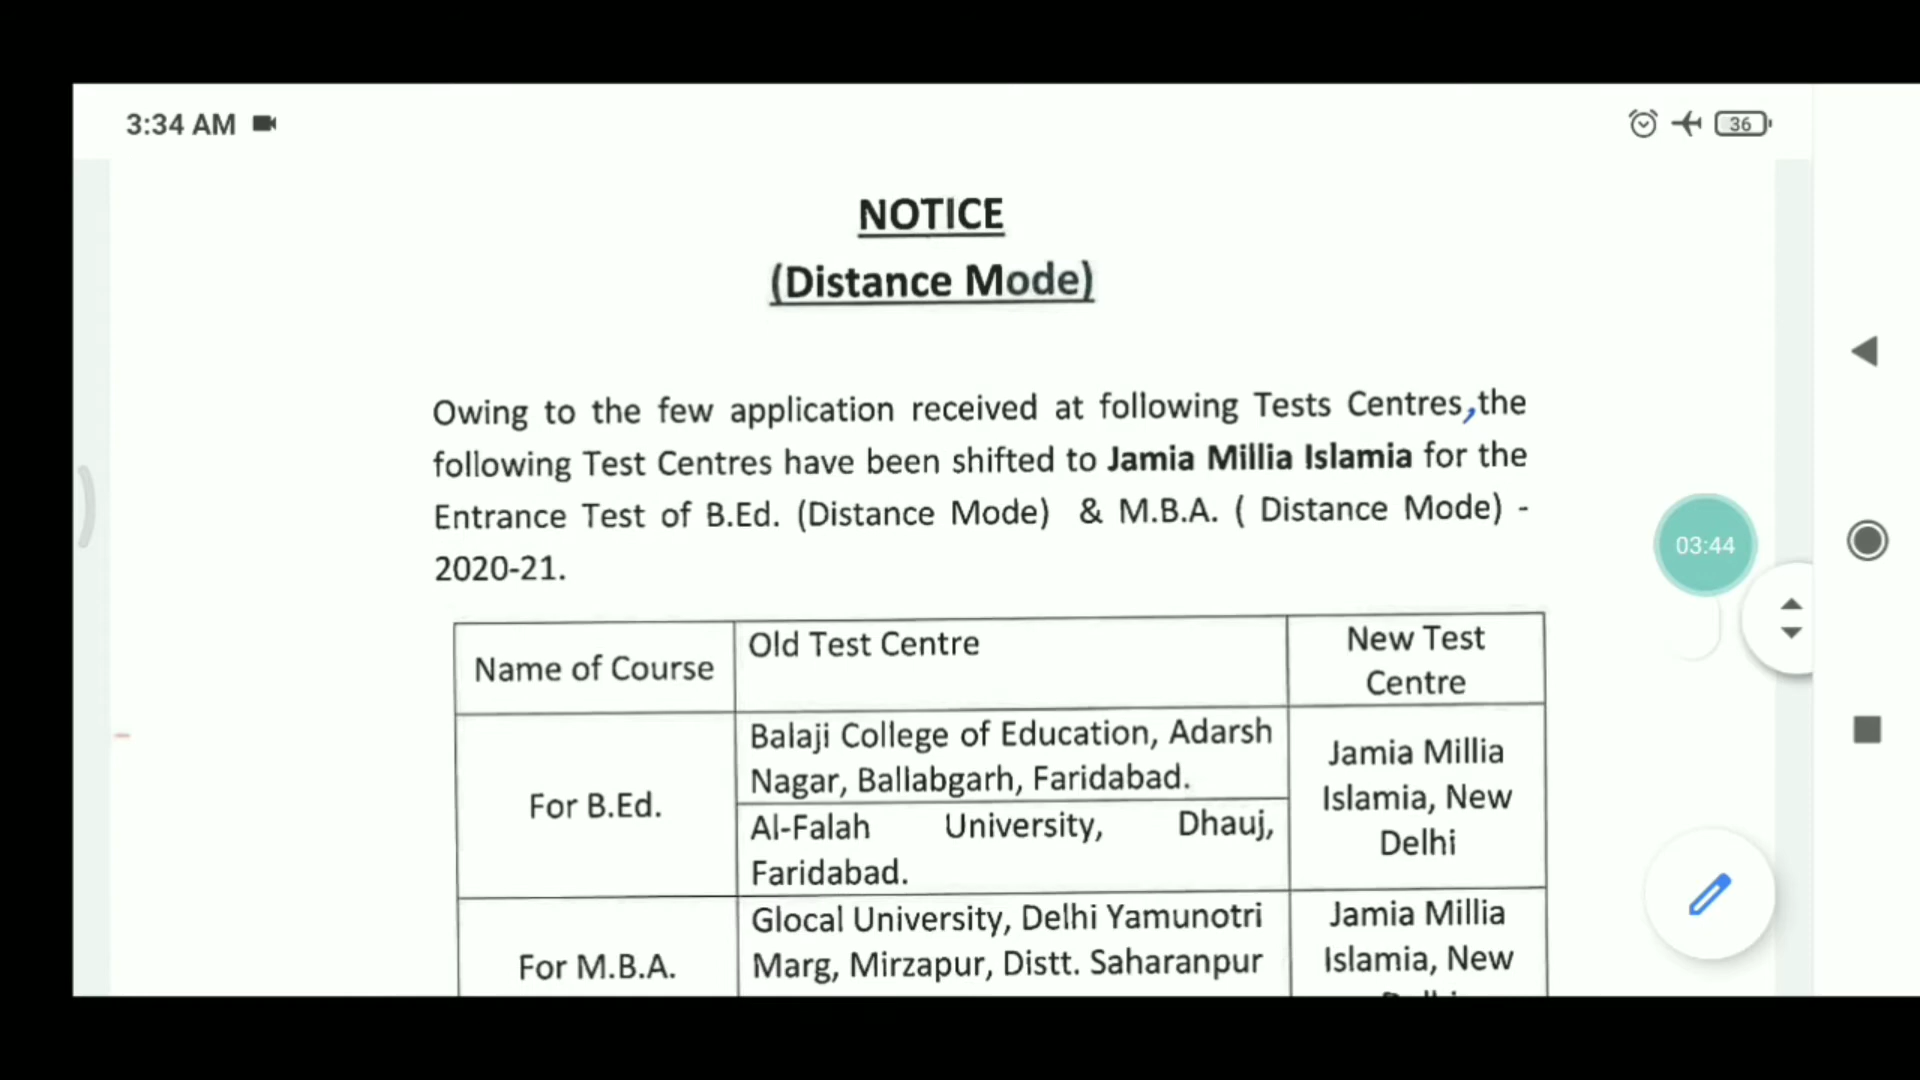 3:34 AM
36
NOTICE
(Distance Mode)
Owing to the few application received at following Tests Centres,the
following Test Centres have been shifted to Jamia Millia Islamia for the
Entrance Test of B.Ed. (Distance Mode) & M.B.A. ( Distance Mode) -
2020-21.
03:44
Name of Course
Old Test Centre
New Test
Centre
For B.Ed.
Balaji College of Education, Adarsh
Nagar, Ballabgarh, Faridabad.
Al-Falah University, Dhauj,
Faridabad.
Jamia Millia
Islamia, New
Delhi
For M.B.A.
Glocal University, Delhi Yamunotri
Marg, Mirzapur, Distt. Saharanpur
Jamia Millia
Islamia, New